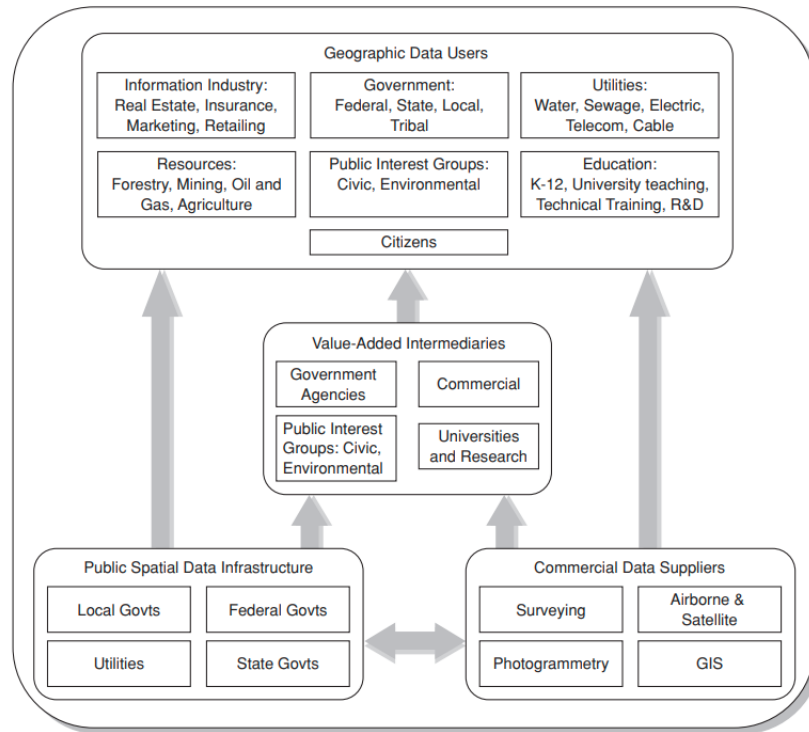 Geographic Data Users
Information Industry:
Real Estate, Insurance,
Marketing, Retailing
Government:
Federal, State, Local,
Tribal
Utilities:
Water, Sewage, Electric,
Telecom, Cable
Resources:
Forestry, Mining, Oil and
Gas, Agriculture
Public Interest Groups:
Civic, Environmental
Education:
K-12, University teaching,
Technical Training, R&D
Citizens
Value-Added Intermediaries
Government
Agencies
Commercial
Public Interest
Groups: Civic,
Environmental
Universities
and Research
Public Spatial Data Infrastructure
Local Govts
Federal Govts
Utilities
State Govts
Commercial Data Suppliers
Surveying
Airborne &
Satellite
Photogrammetry
GIS